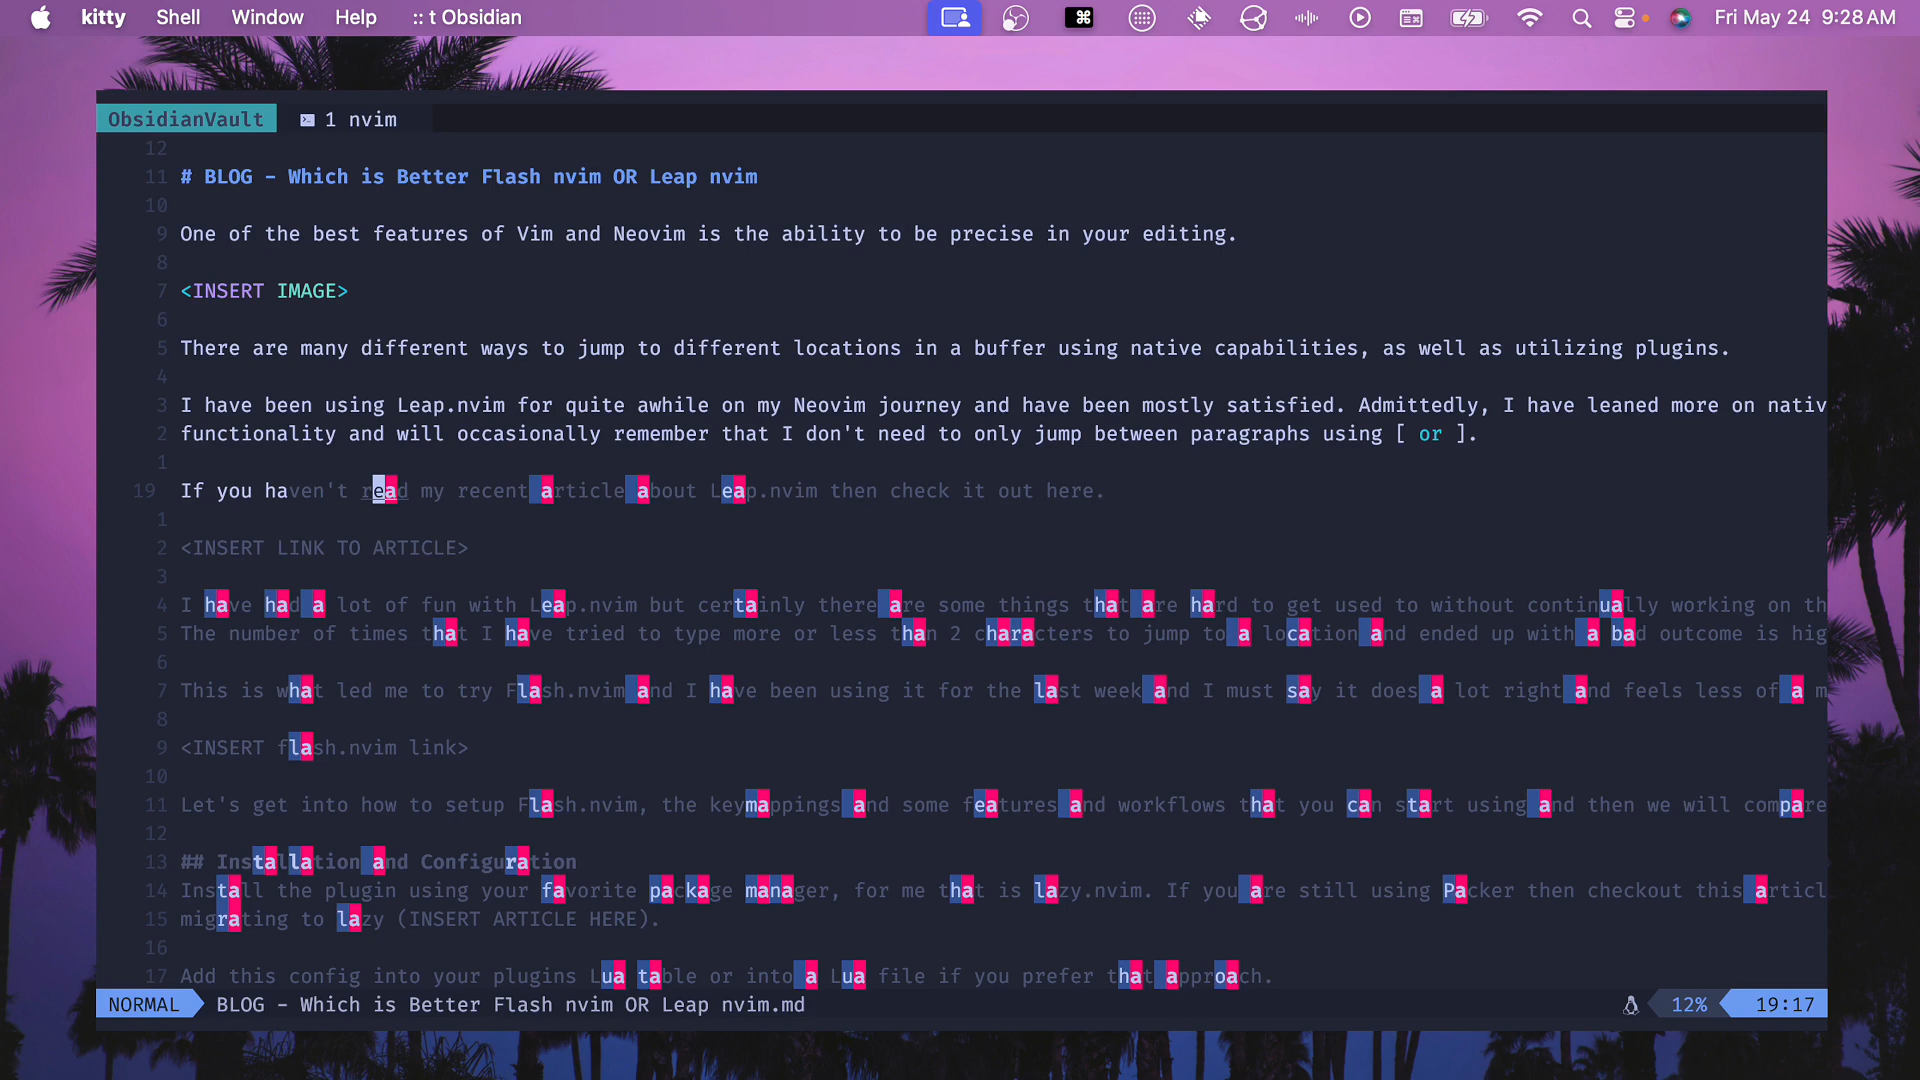 kitty Shell Window Help :: t Obsidian Fri May 24 9:28 AM
ObsidianVault 1 nvim
12
11 # BLOG - Which is Better Flash nvim OR Leap nvim
10
9 One of the best features of Vim and Neovim is the ability to be precise in your editing.
8
7 <INSERT IMAGE>
6
5 There are many different ways to jump to different locations in a buffer using native capabilities, as well as utilizing plugins.
4
3 I have been using Leap.nvim for quite awhile on my Neovim journey and have been mostly satisfied. Admittedly, I have leaned more on nativ
2 functionality and will occasionally remember that I don't need to only jump between paragraphs using [ or ].
1
19 If you haven't read my recent article about Leap.nvim then check it out here.
1
2 <INSERT LINK TO ARTICLE>
3
4 I have had a lot of fun with Leap.nvim but certainly there are some things that are hard to get used to without continually working on th
5 The number of times that I have tried to type more or less than 2 characters to jump to a location and ended up with a bad outcome is hig
6
7 This is what led me to try Flash.nvim and I have been using it for the last week and I must say it does a lot right and feels less of a m
8
9 <INSERT flash.nvim link>
10
11 Let's get into how to setup Flash.nvim, the keymappings and some features and workflows that you can start using and then we will compare
12
13 ## Installation and Configuration
14 Install the plugin using your favorite package manager, for me that is lazy.nvim. If you are still using Packer then checkout this articl
15 migrating to lazy (INSERT ARTICLE HERE).
16
17 Add this config into your plugins Lua table or into a Lua file if you prefer that approach.
NORMAL BLOG - Which is Better Flash nvim OR Leap nvim.md 12% 19:17